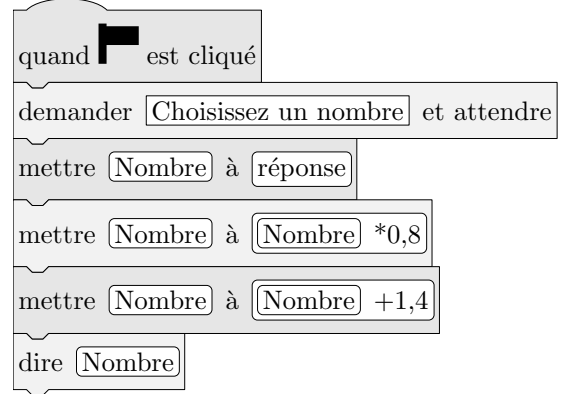 quand est cliqué
demander Choisissez un nombre et attendre
mettre Nombre à réponse
mettre Nombre à Nombre *0,8
mettre Nombre à Nombre +1,4
dire Nombre